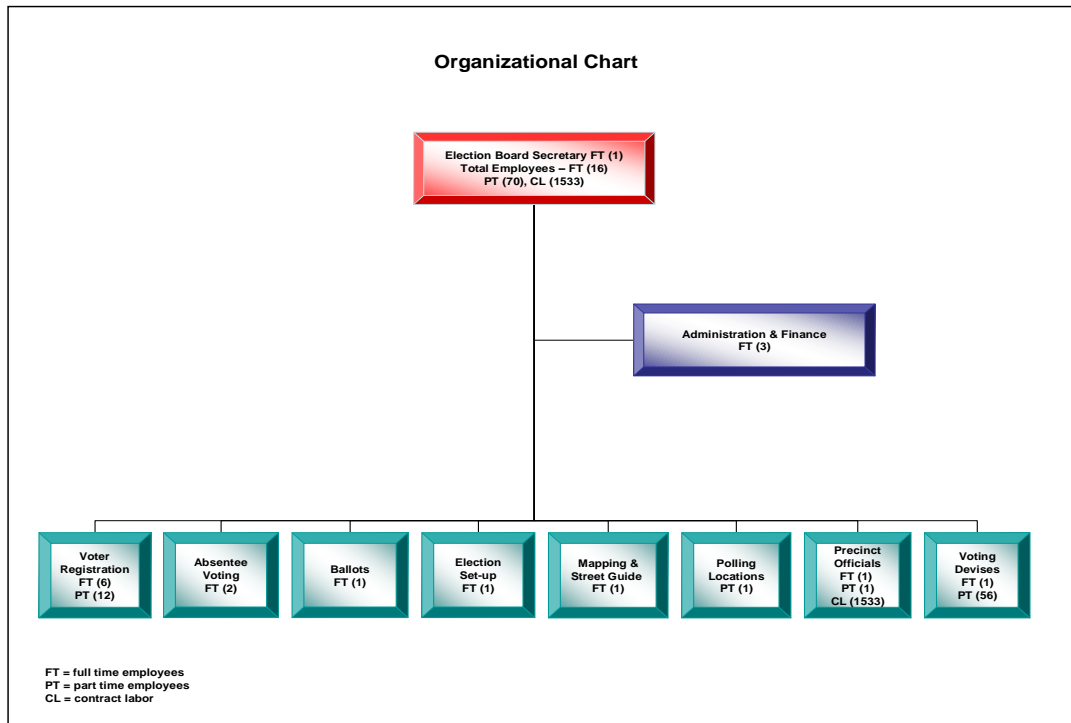 Organizational Chart
Election Board Secretary FT (1)
Total Employees – FT (16)
PT (70), CL (1533)
Administration & Finance
FT (3)
Voter
Registration
FT (6)
PT (12)
Absentee
Voting
FT (2)
Ballots
FT (1)
Election
Set-up
FT (1)
Mapping &
Street Guide
FT (1)
Polling
Locations
PT (1)
Precinct
Officials
FT (1)
PT (1)
CL (1533)
Voting
Devises
FT (1)
PT (56)
FT = full time employees
PT = part time employees
CL = contract labor